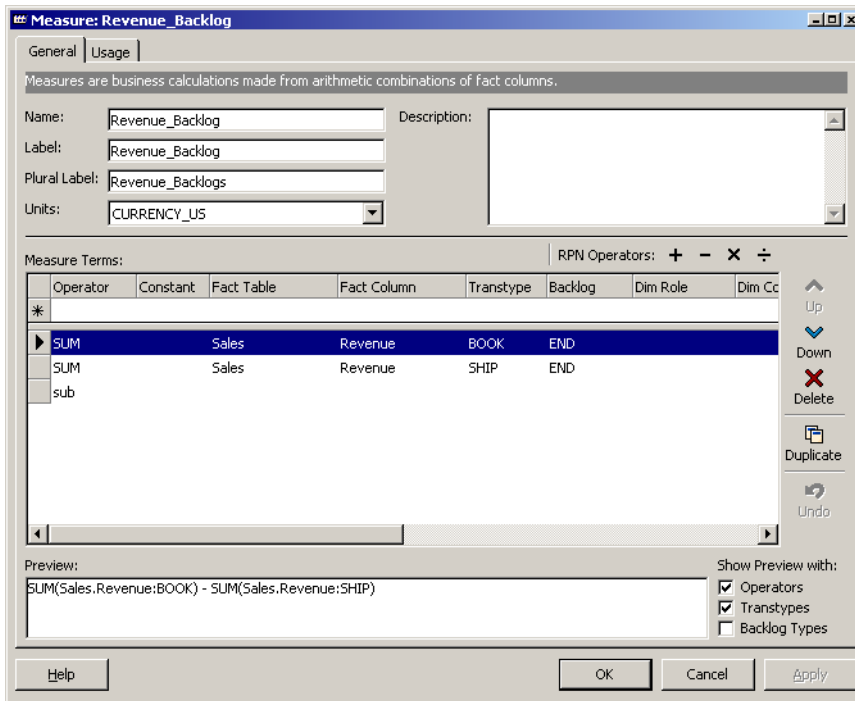 Measure: Revenue_Backlog
General Usage
Measures are business calculations made from arithmetic combinations of fact columns.
Name: Revenue_Backlog Description:
Label: Revenue_Backlog
Plural Label: Revenue_Backlogs
Units: CURRENCY_US
Measure Terms: RPN Operators: + − × ÷
Operator Constant Fact Table Fact Column Transtype Backlog Dim Role Dim Co
*
SUM Sales Revenue BOOK END
SUM Sales Revenue SHIP END
sub
Up
Down
Delete
Duplicate
Undo
Preview: Show Preview with:
SUM(Sales.Revenue:BOOK) - SUM(Sales.Revenue:SHIP)
Operators
Transtypes
Backlog Types
Help OK Cancel Apply